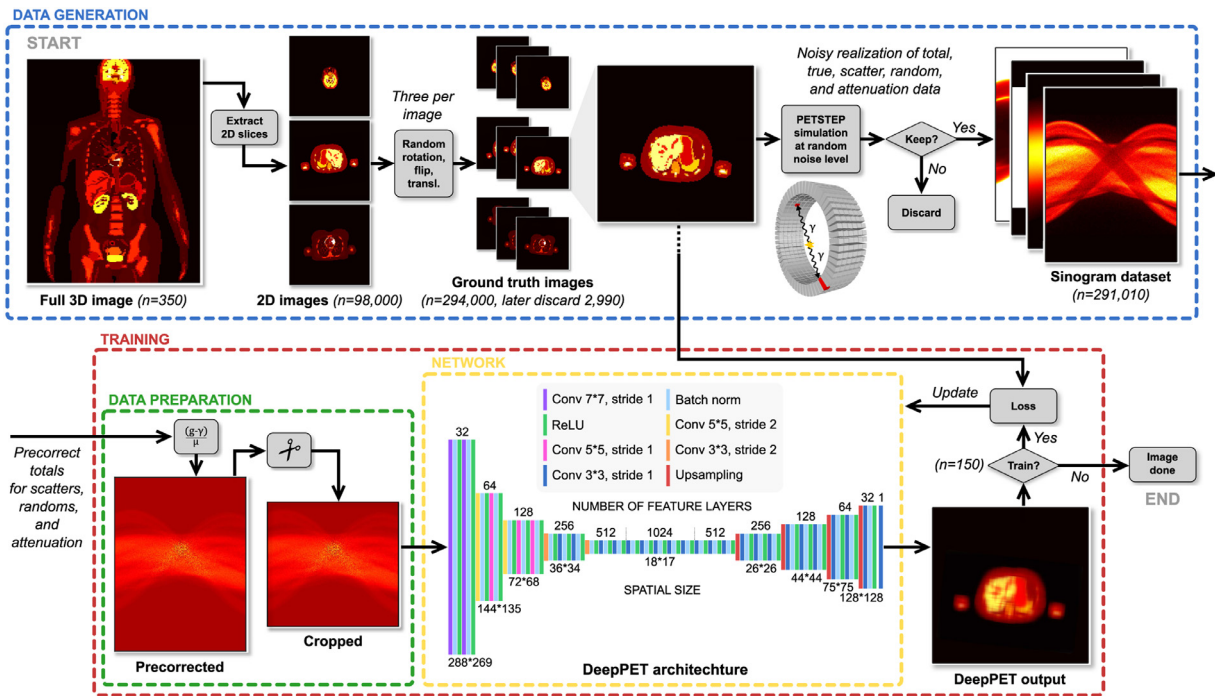 DATA GENERATION
START
Full 3D image (n=350)
Extract
2D slices
2D images (n=98,000)
Three per
image
Random
rotation,
flip,
transl.
Ground truth images
(n=294,000, later discard 2,990)
Noisy realization of total,
true, scatter, random,
and attenuation data
PETSTEP
simulation
at random
noise level
γ
γ
Keep?
Yes
No
Discard
Sinogram dataset
(n=291,010)
TRAINING
DATA PREPARATION
Precorrect
totals
for scatters,
randoms,
and
attenuation
(g-γ)
μ
Precorrected
Cropped
NETWORK
Conv 7*7, stride 1
ReLU
Conv 5*5, stride 1
Conv 3*3, stride 1
Batch norm
Conv 5*5, stride 2
Conv 3*3, stride 2
Upsampling
NUMBER OF FEATURE LAYERS
32
64
128
256
512
1024
512
256
128
64
32 1
288*269
144*135
72*68
36*34
18*17
26*26
44*44
75*75
128*128
SPATIAL SIZE
DeepPET architechture
Update
Loss
Yes
(n=150)
Train?
No
Image
done
END
DeepPET output